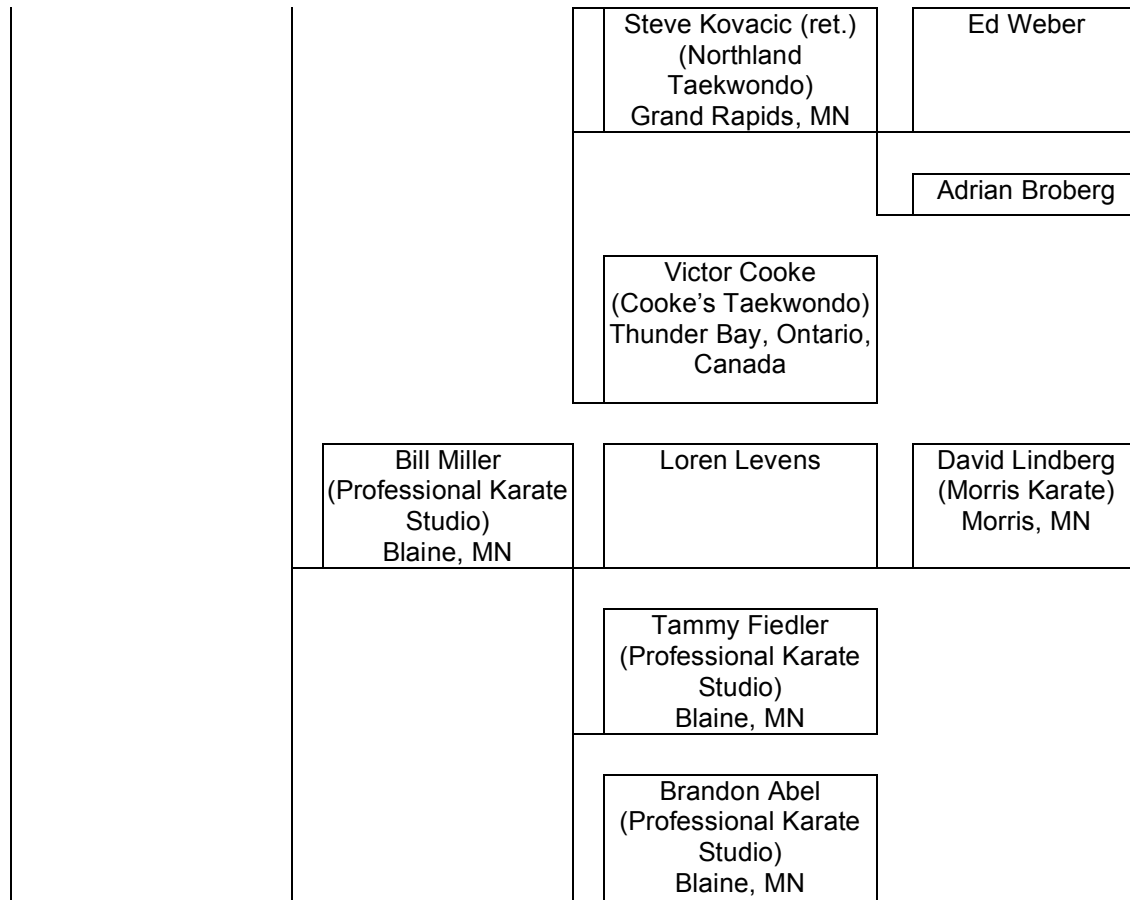 Steve Kovacic (ret.)
(Northland
Taekwondo)
Grand Rapids, MN
Ed Weber
Adrian Broberg
Victor Cooke
(Cooke’s Taekwondo)
Thunder Bay, Ontario,
Canada
Bill Miller
(Professional Karate
Studio)
Blaine, MN
Loren Levens
David Lindberg
(Morris Karate)
Morris, MN
Tammy Fiedler
(Professional Karate
Studio)
Blaine, MN
Brandon Abel
(Professional Karate
Studio)
Blaine, MN